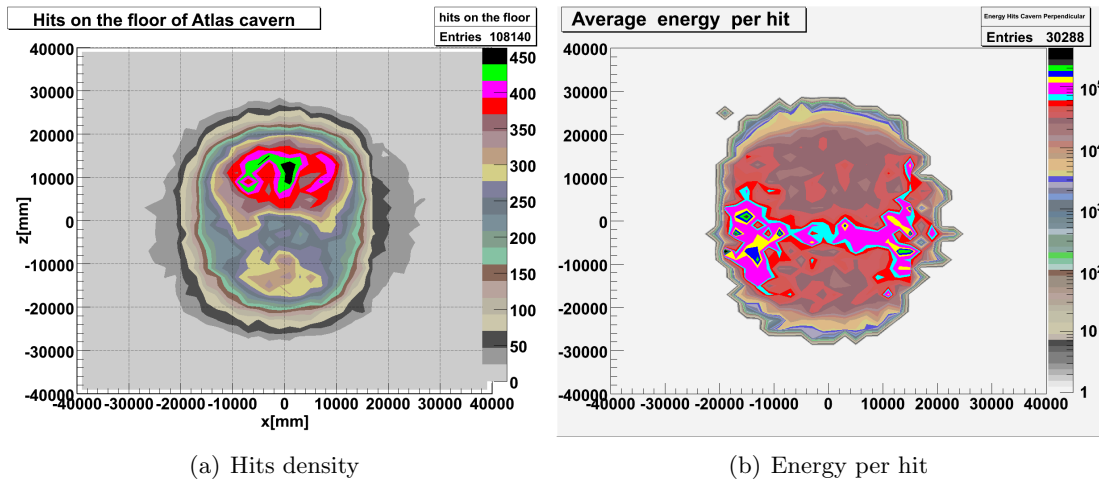 Hits on the floor of Atlas cavern
hits on the floor
Entries 108140
40000
30000
20000
10000
0
-10000
-20000
-30000
-40000
z[mm]
-40000 -30000 -20000 -10000 0 10000 20000 30000 40000
x[mm]
450
400
350
300
250
200
150
100
50
0
Average energy per hit
Energy Hits Cavern Perpendicular
Entries 30288
40000
30000
20000
10000
0
-10000
-20000
-30000
-40000
-40000 -30000 -20000 -10000 0 10000 20000 30000 40000
10⁵
10⁴
10³
10²
10
1
(a) Hits density
(b) Energy per hit